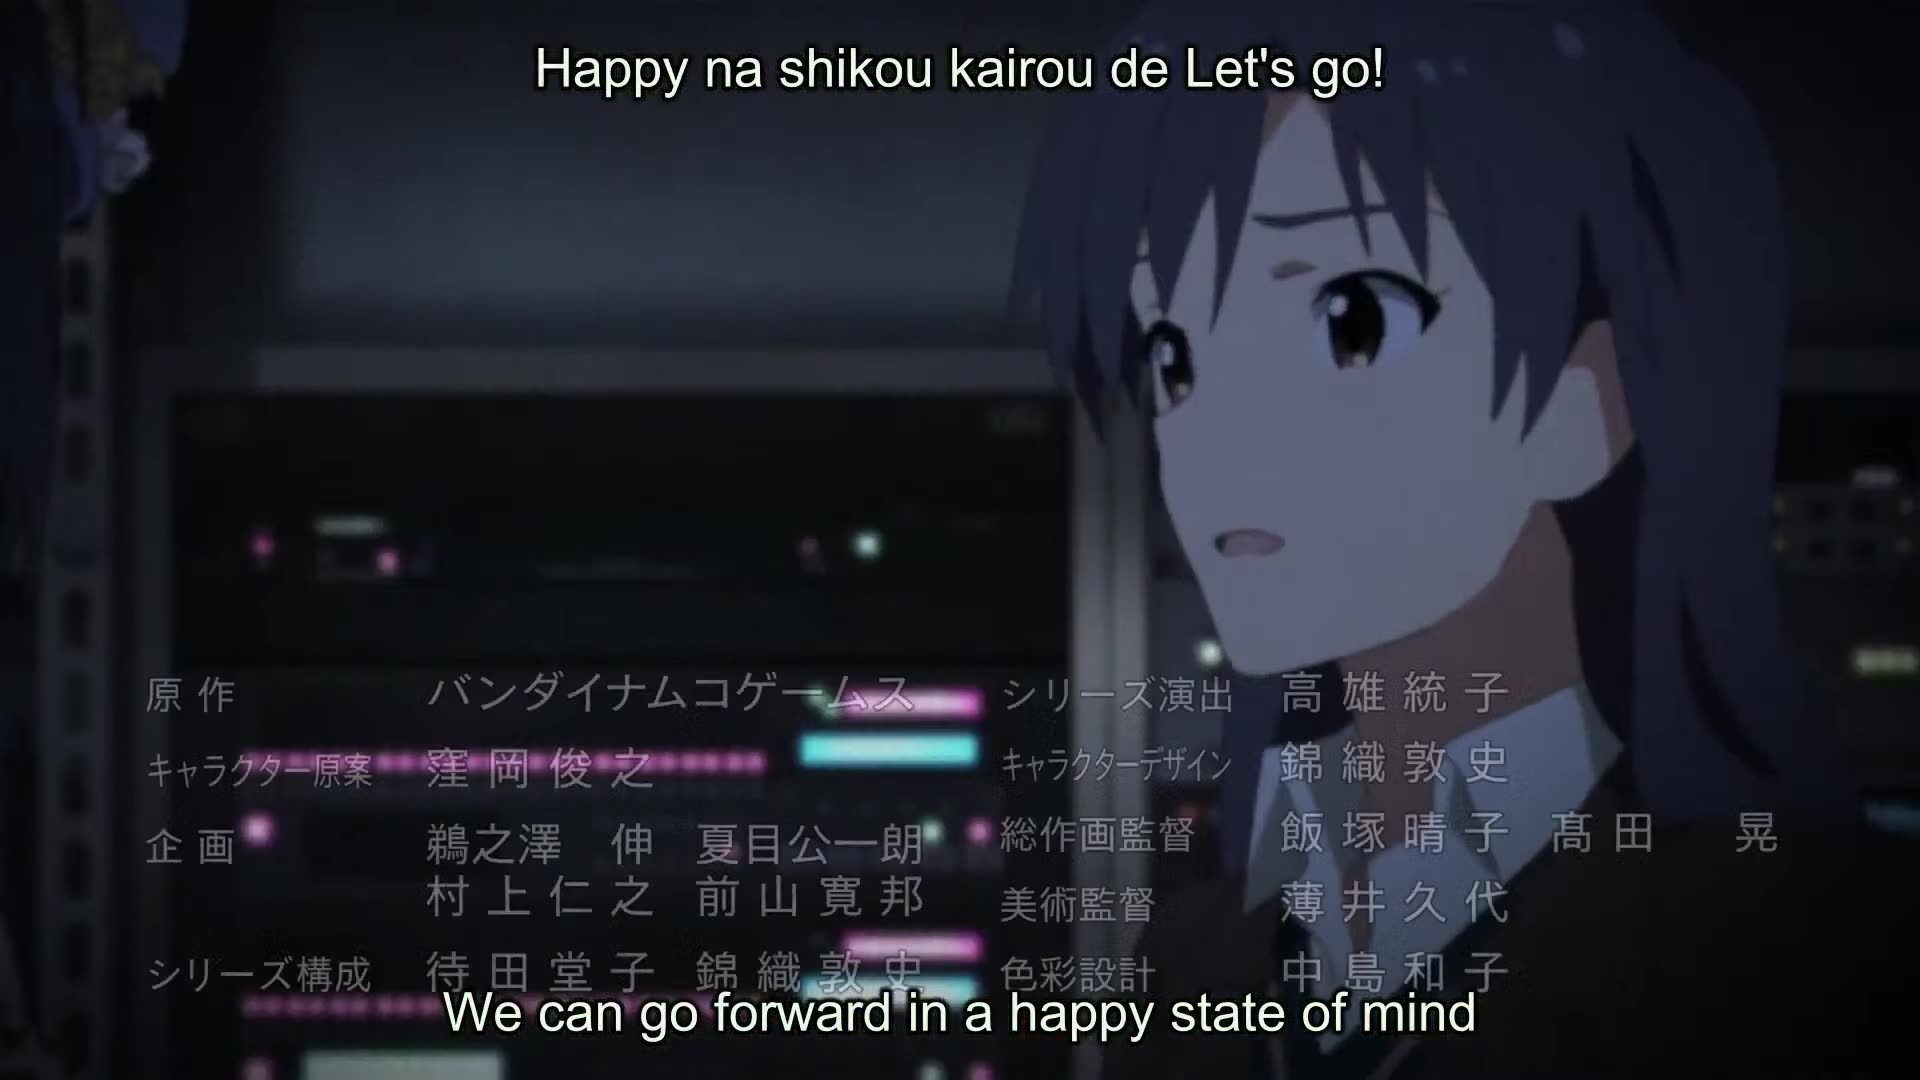 Happy na shikou kairou de Let's go!
原作 バンダイナムコゲームス
キャラクター原案 窪岡俊之
企画 鵜之澤 伸 夏目公一朗
村上仁之 前山寛邦
シリーズ構成 待田堂子 錦織敦史
シリーズ演出 高雄統子
キャラクターデザイン 錦織敦史
総作画監督 飯塚晴子 髙田 晃
美術監督 薄井久代
色彩設計 中島和子
We can go forward in a happy state of mind